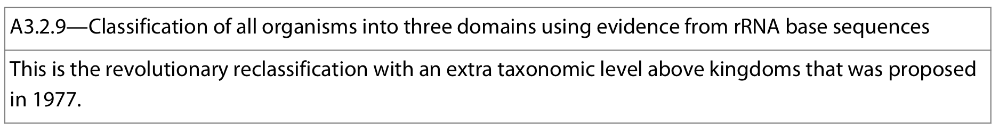 A3.2.9—Classification of all organisms into three domains using evidence from rRNA base sequences
This is the revolutionary reclassification with an extra taxonomic level above kingdoms that was proposed
in 1977.